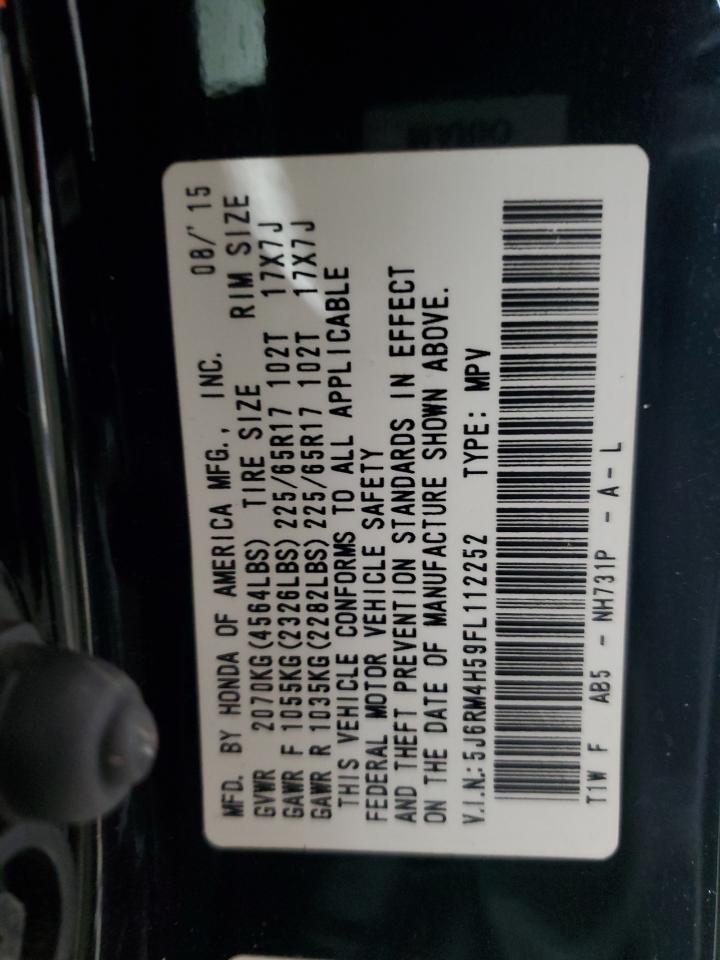 MFD. BY HONDA OF AMERICA MFG., INC. 08/'15
GVWR 2070KG(4564LBS) TIRE SIZE RIM SIZE
GAWR F 1055KG(2326LBS) 225/65R17 102T 17X7J
GAWR R 1035KG(2282LBS) 225/65R17 102T 17X7J
THIS VEHICLE CONFORMS TO ALL APPLICABLE
FEDERAL MOTOR VEHICLE SAFETY
AND THEFT PREVENTION STANDARDS IN EFFECT
ON THE DATE OF MANUFACTURE SHOWN ABOVE.
V.I.N.:5J6RM4H59FL112252 TYPE: MPV
T1W F AB5 - NH731P - A - L